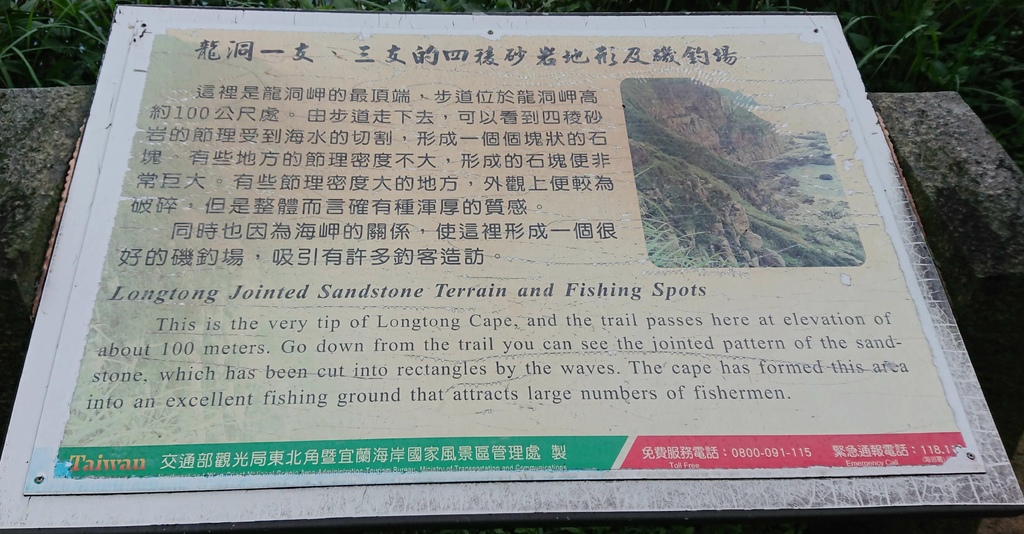 龍洞一支、三支的四稜砂岩地形及磯釣場
這裡是龍洞岬的最頂端，步道位於龍洞岬高
約100公尺處。由步道走下去，可以看到四稜砂
岩的節理受到海水的切割，形成一個個塊狀的石
塊。有些地方的節理密度不大，形成的石塊便非
常巨大。有些節理密度大的地方，外觀上便較為
破碎，但是整體而言確有種渾厚的質感。
同時也因為海岬的關係，使這裡形成一個很
好的磯釣場，吸引有許多釣客造訪。
Longtong Jointed Sandstone Terrain and Fishing Spots
This is the very tip of Longtong Cape, and the trail passes here at elevation of
about 100 meters. Go down from the trail you can see the jointed pattern of the sand-
stone, which has been cut into rectangles by the waves. The cape has formed this area
into an excellent fishing ground that attracts large numbers of fishermen.
Taiwan 交通部觀光局東北角暨宜蘭海岸國家風景區管理處 製 免費服務電話：0800-091-115 緊急通報電話：118.11
Scenic Area Administration Tourism Bureau, Ministry of Transportation and Communications Toll Free Emergency Call